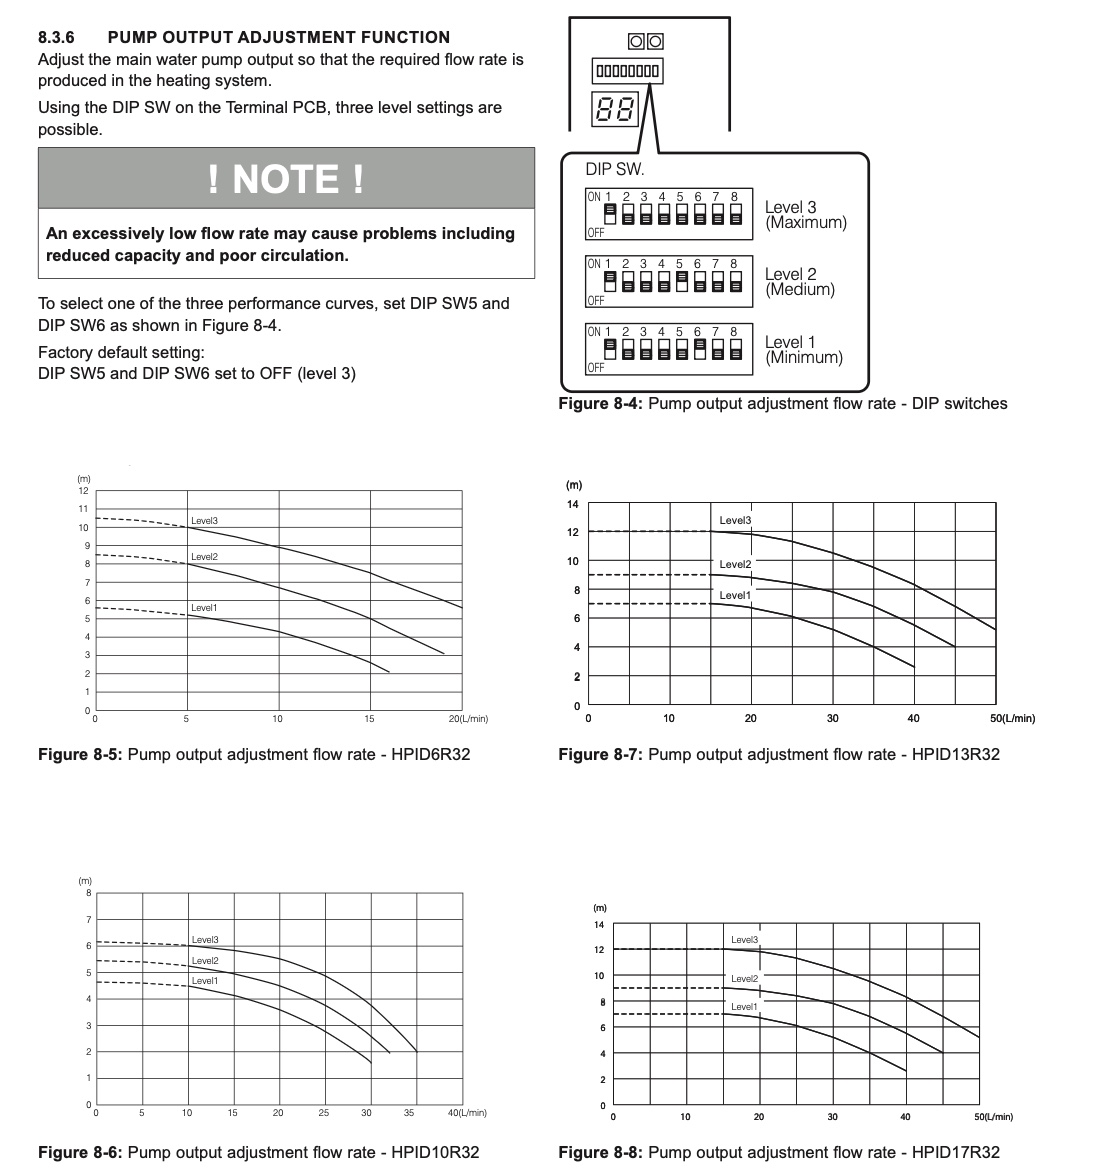 8.3.6 PUMP OUTPUT ADJUSTMENT FUNCTION
Adjust the main water pump output so that the required flow rate is
produced in the heating system.
Using the DIP SW on the Terminal PCB, three level settings are
possible.
! NOTE !
An excessively low flow rate may cause problems including
reduced capacity and poor circulation.
To select one of the three performance curves, set DIP SW5 and
DIP SW6 as shown in Figure 8-4.
Factory default setting:
DIP SW5 and DIP SW6 set to OFF (level 3)
88
DIP SW.
ON 1 2 3 4 5 6 7 8
OFF
Level 3
(Maximum)
ON 1 2 3 4 5 6 7 8
OFF
Level 2
(Medium)
ON 1 2 3 4 5 6 7 8
OFF
Level 1
(Minimum)
Figure 8-4: Pump output adjustment flow rate - DIP switches
(m)
12
11
10
9
8
7
6
5
4
3
2
1
0
Level3
Level2
Level1
0 5 10 15 20(L/min)
Figure 8-5: Pump output adjustment flow rate - HPID6R32
(m)
14
12
10
8
6
4
2
0
Level3
Level2
Level1
0 10 20 30 40 50(L/min)
Figure 8-7: Pump output adjustment flow rate - HPID13R32
(m)
8
7
6
5
4
3
2
1
0
Level3
Level2
Level1
0 5 10 15 20 25 30 35 40(L/min)
Figure 8-6: Pump output adjustment flow rate - HPID10R32
(m)
14
12
10
8
6
4
2
0
Level3
Level2
Level1
0 10 20 30 40 50(L/min)
Figure 8-8: Pump output adjustment flow rate - HPID17R32